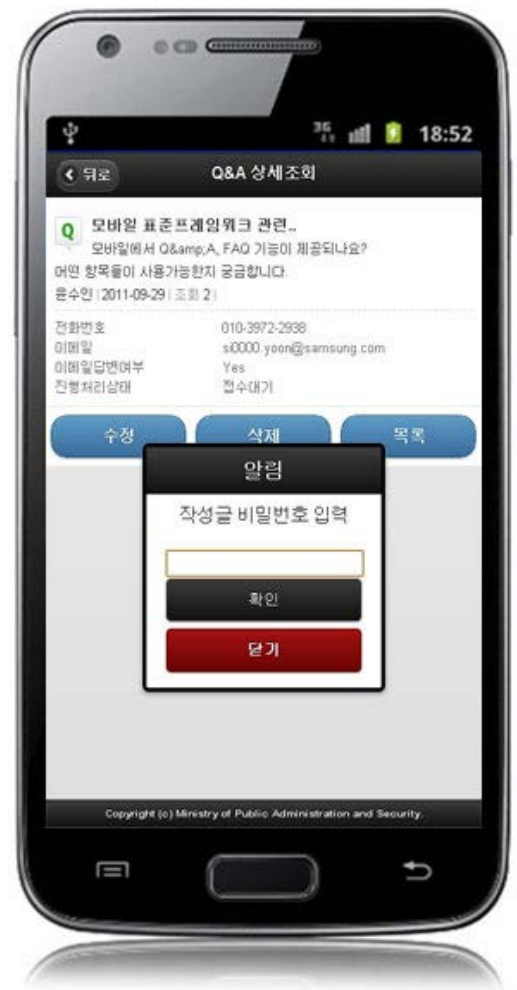 3G 18:52
뒤로 Q&A 상세조회
Q 모바일 표준프레임워크 관련..
모바일에서 Q&amp;A, FAQ 기능이 제공되나요?
어떤 항목들이 사용가능한지 궁금합니다.
윤수인 | 2011-09-29 | 조회 2 |
전화번호 010-3972-2938
이메일 si0000.yoon@samsung.com
이메일답변여부 Yes
진행처리상태 접수대기
수정 삭제 목록
알림
작성글 비밀번호 입력
확인
닫기
Copyright (c) Ministry of Public Administration and Security.